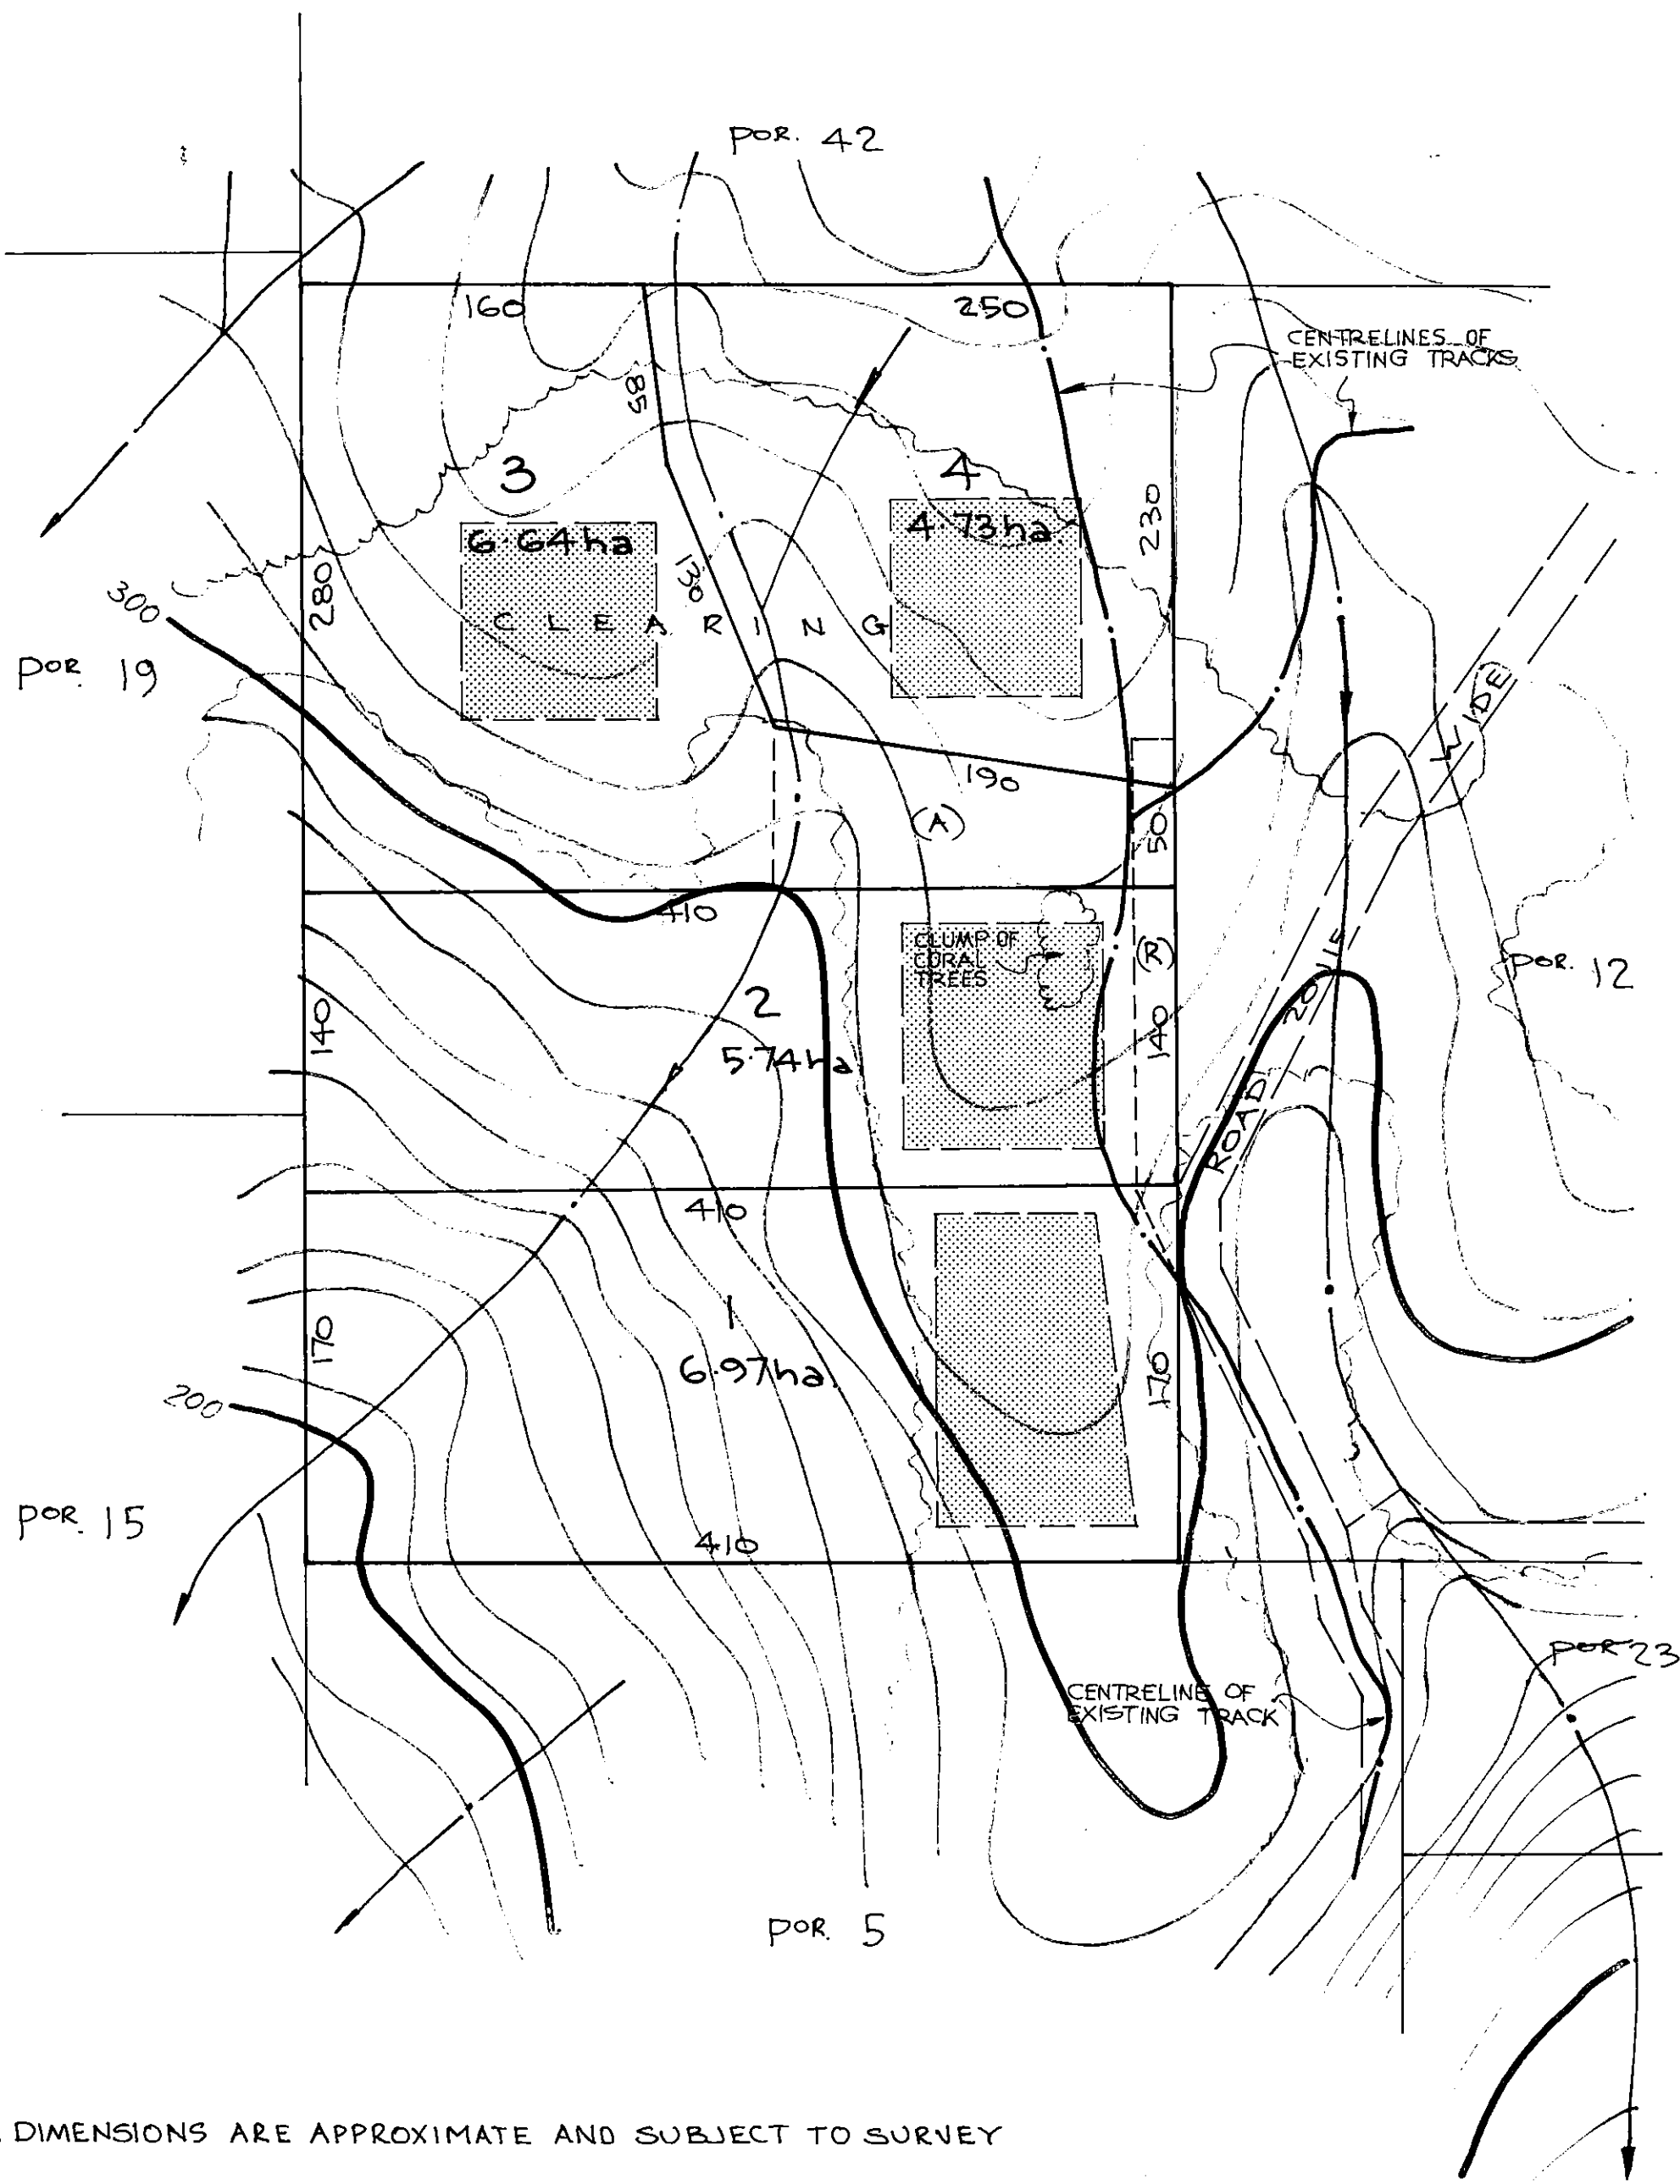 POR. 42
160
250
CENTRELINES OF
EXISTING TRACKS
85
3
4
6.64ha
4.73ha.
230
130
280
300
C L E A R I N G
POR. 19
WIDE
190
(A)
50
410
CLUMP OF
CORAL
TREES
(R)
POR. 12
2
140
5.74ha
140
ROAD
410
1
170
6.97ha.
170
200
POR. 15
410
POR 23
CENTRELINE OF
EXISTING TRACK
POR. 5
DIMENSIONS ARE APPROXIMATE AND SUBJECT TO SURVEY